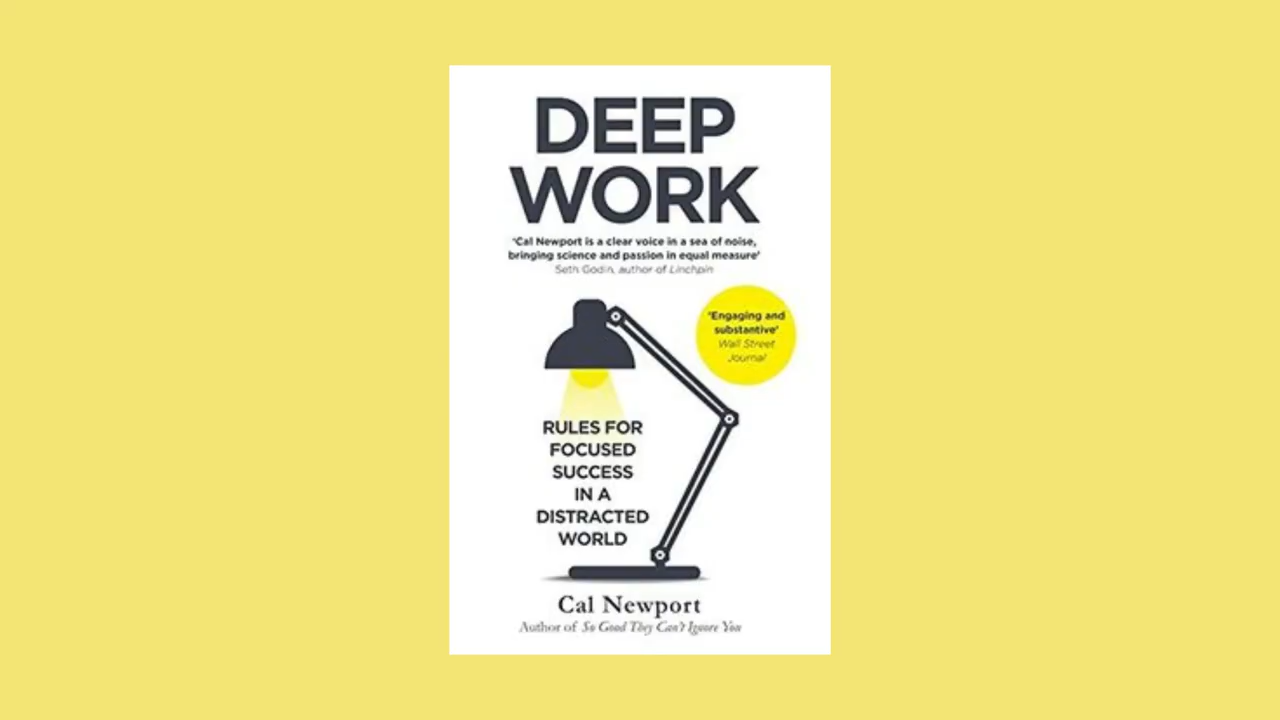 DEEP
WORK
'Cal Newport is a clear voice in a sea of noise,
bringing science and passion in equal measure'
Seth Godin, author of Linchpin
'Engaging and
substantive'
Wall Street
Journal
RULES FOR
FOCUSED
SUCCESS
IN A
DISTRACTED
WORLD
Cal Newport
Author of So Good They Can't Ignore You